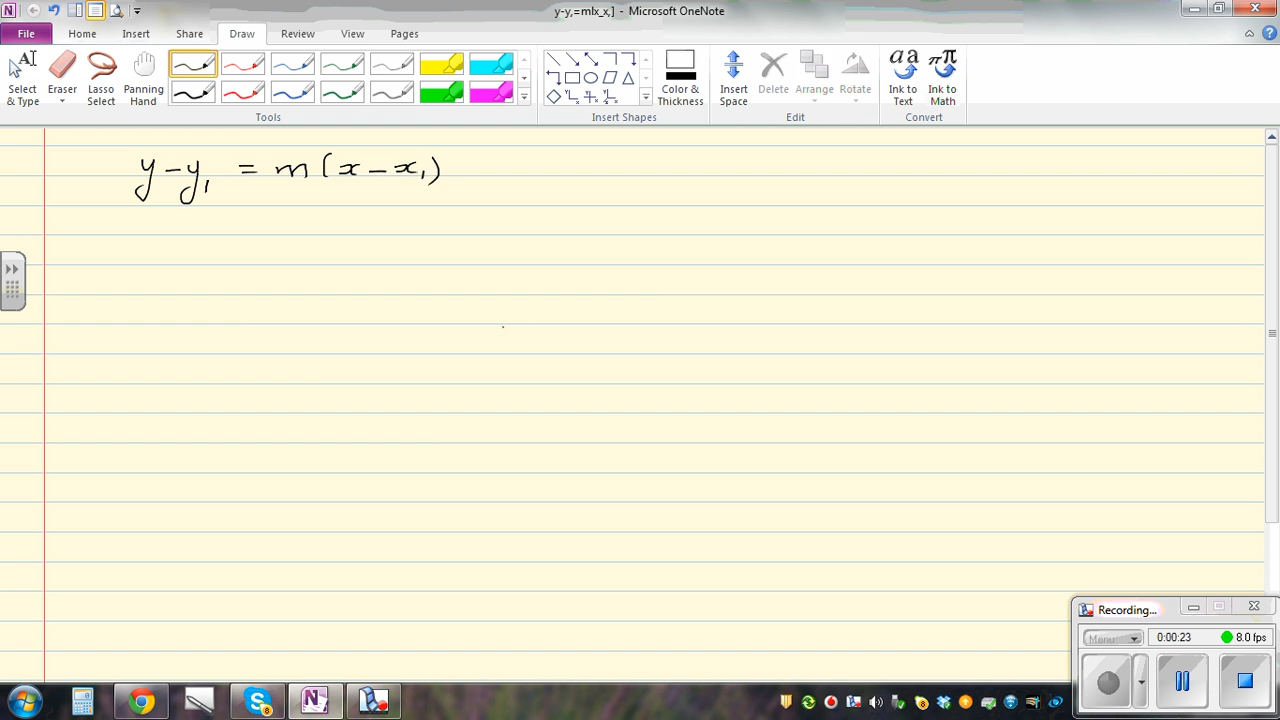 y-y,=m[x_x,] - Microsoft OneNote
File Home Insert Share Draw Review View Pages
Select & Type Eraser Lasso Select Panning Hand Color & Thickness Insert Space Delete Arrange Rotate Ink to Text Ink to Math
Tools Insert Shapes Edit Convert
y - y₁ = m(x - x₁)
Recording...
Menu 0:00:23 8.0 fps